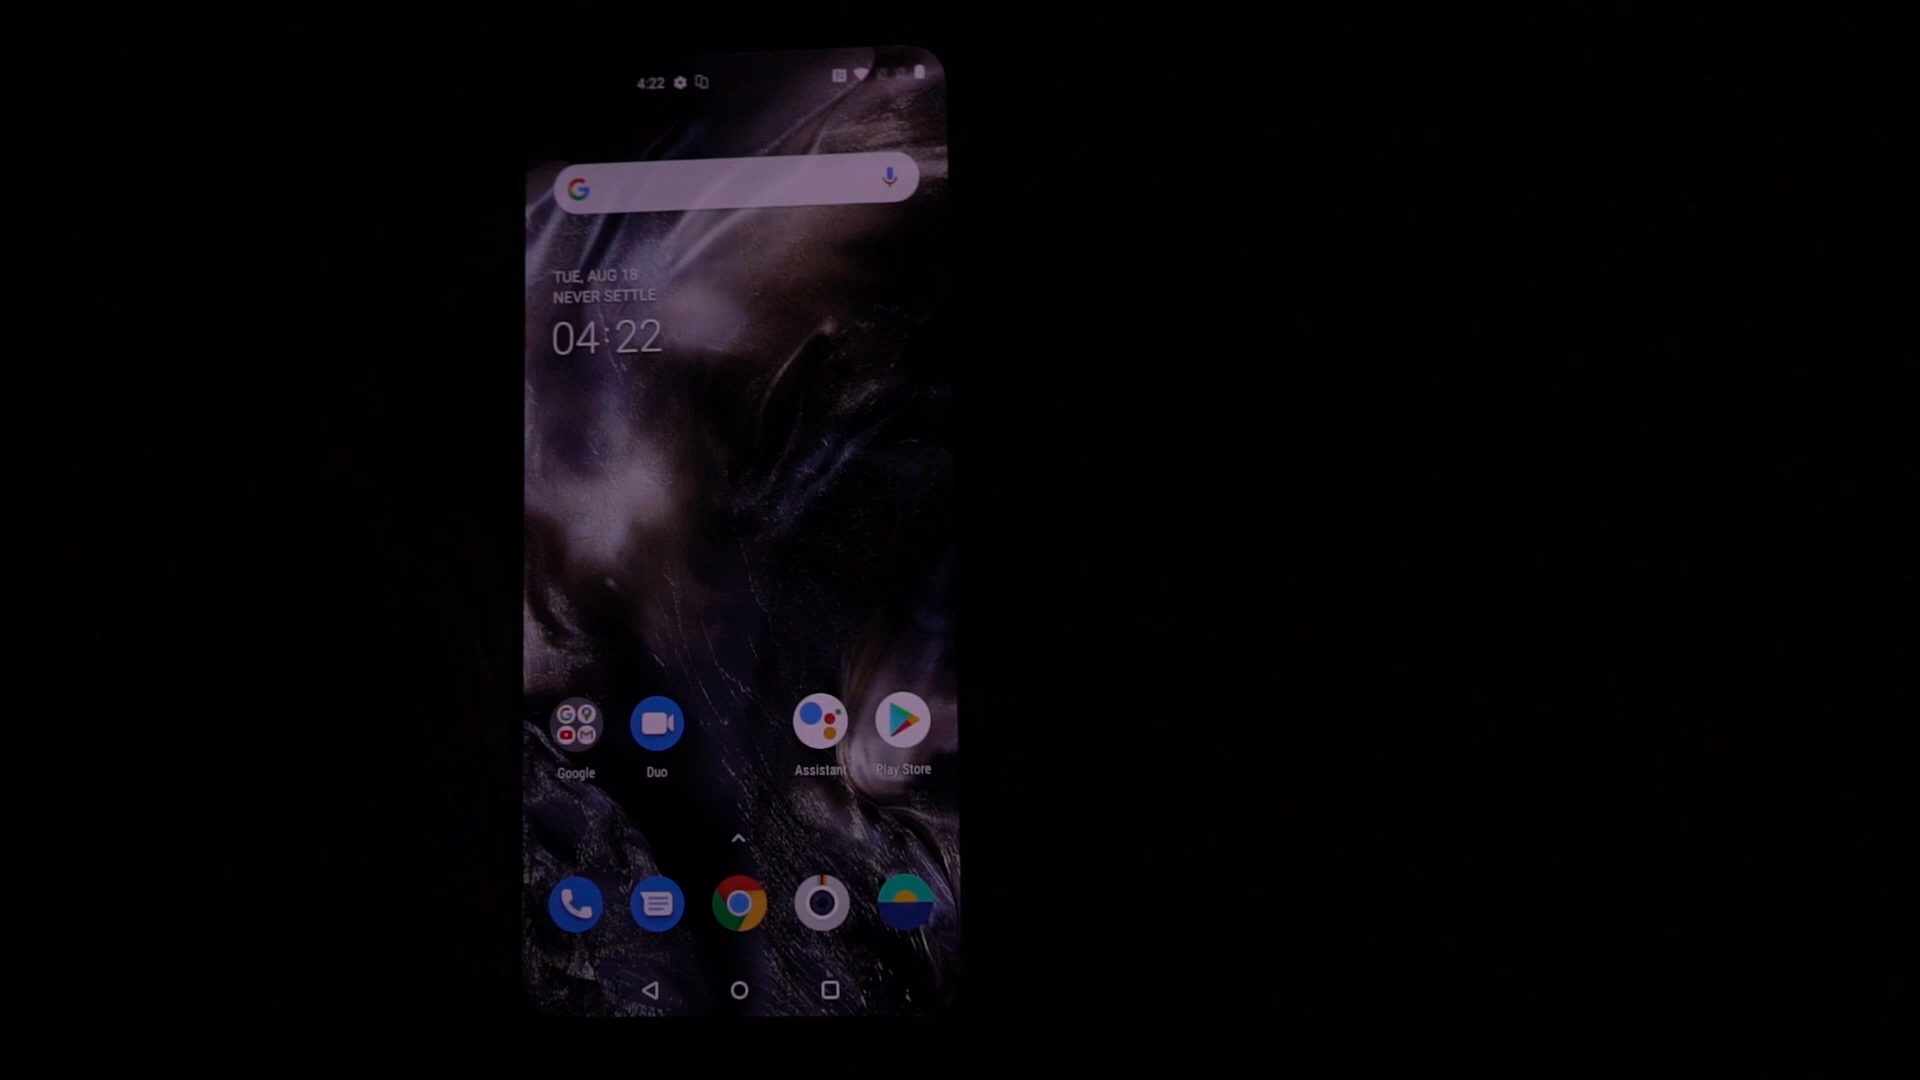 4:22
TUE, AUG 18
NEVER SETTLE
04:22
Google
Duo
Assistant
Play Store